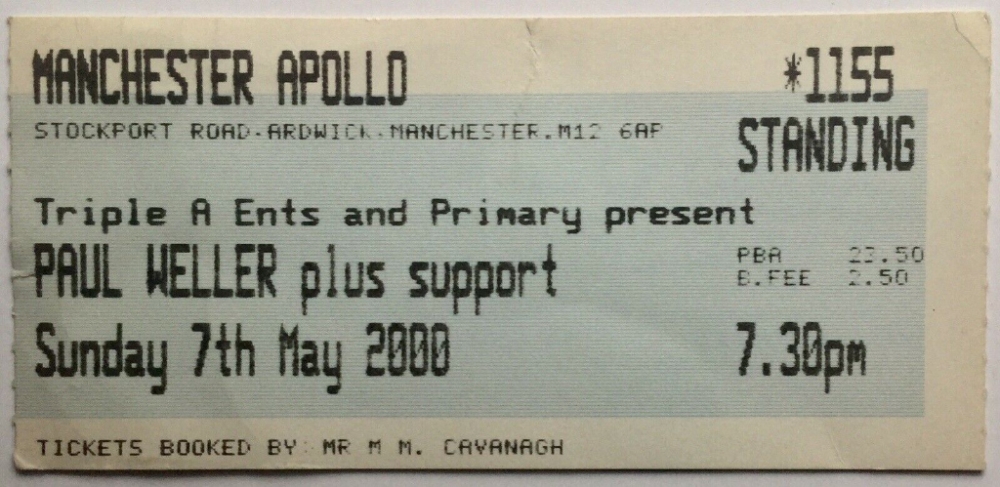 MANCHESTER APOLLO *1155
STOCKPORT ROAD.ARDWICK.MANCHESTER.M12 6AP STANDING
Triple A Ents and Primary present
PAUL WELLER plus support PBA 23.50
B.FEE 2.50
Sunday 7th May 2000 7.30pm
TICKETS BOOKED BY: MR M M. CAVANAGH